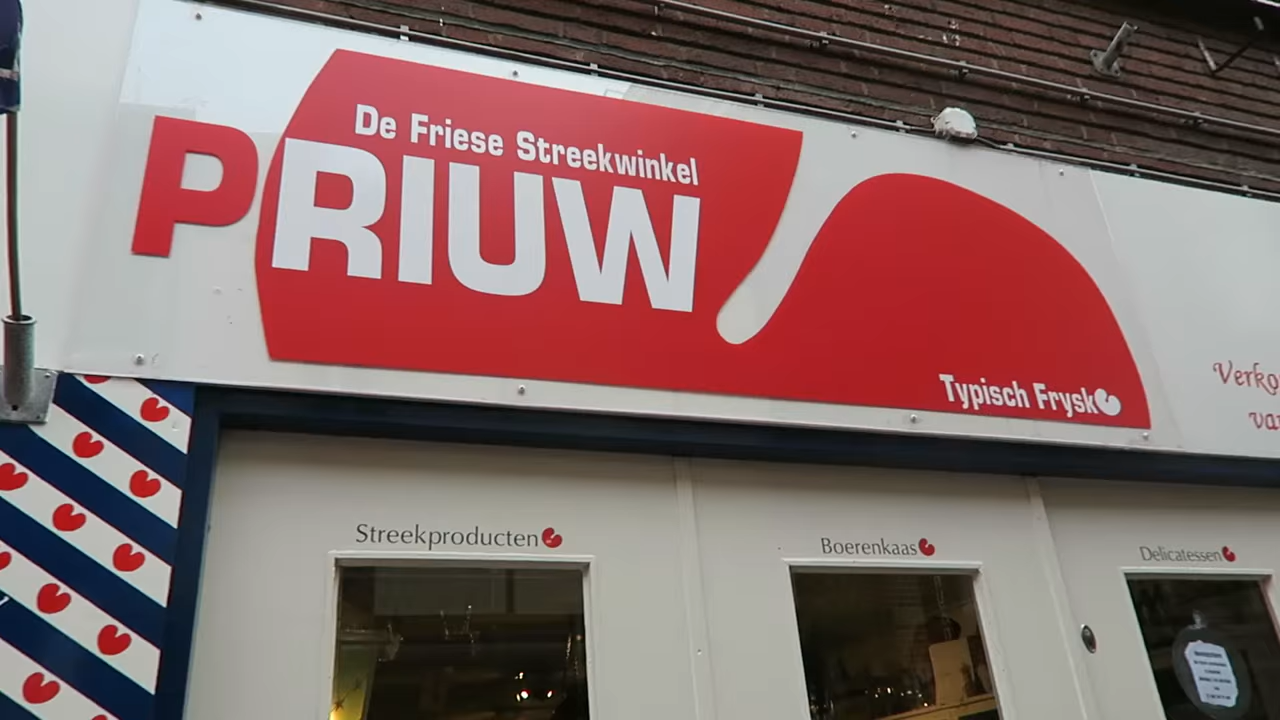 De Friese Streekwinkel
PRIUW
Typisch Frysk
Streekproducten
Boerenkaas
Delicatessen